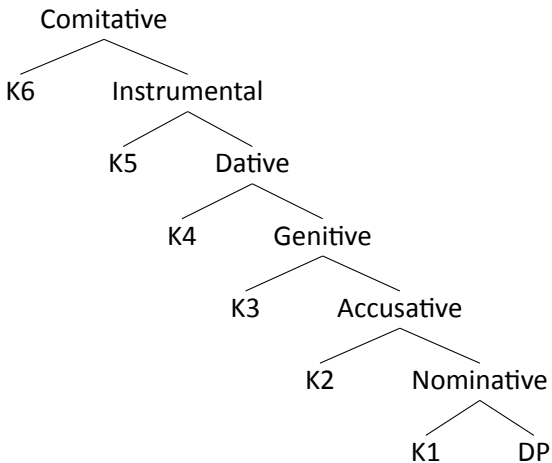 Comitative
K6 Instrumental
K5 Dative
K4 Genitive
K3 Accusative
K2 Nominative
K1 DP